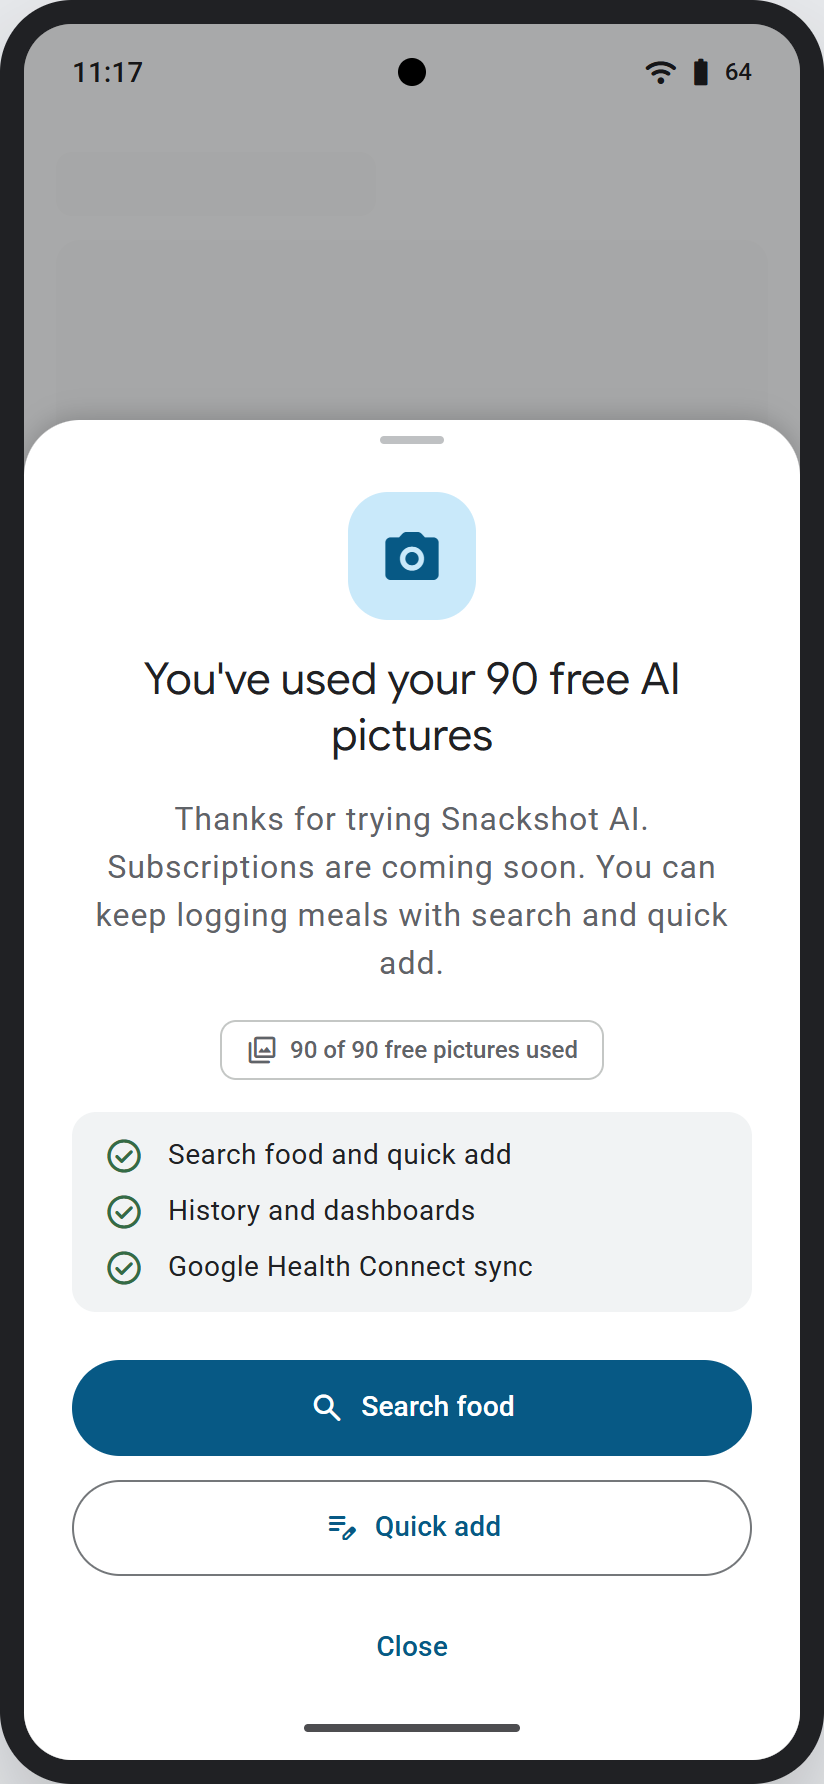 11:17
64
You've used your 90 free AI
pictures
Thanks for trying Snackshot AI.
Subscriptions are coming soon. You can
keep logging meals with search and quick
add.
90 of 90 free pictures used
Search food and quick add
History and dashboards
Google Health Connect sync
Search food
Quick add
Close